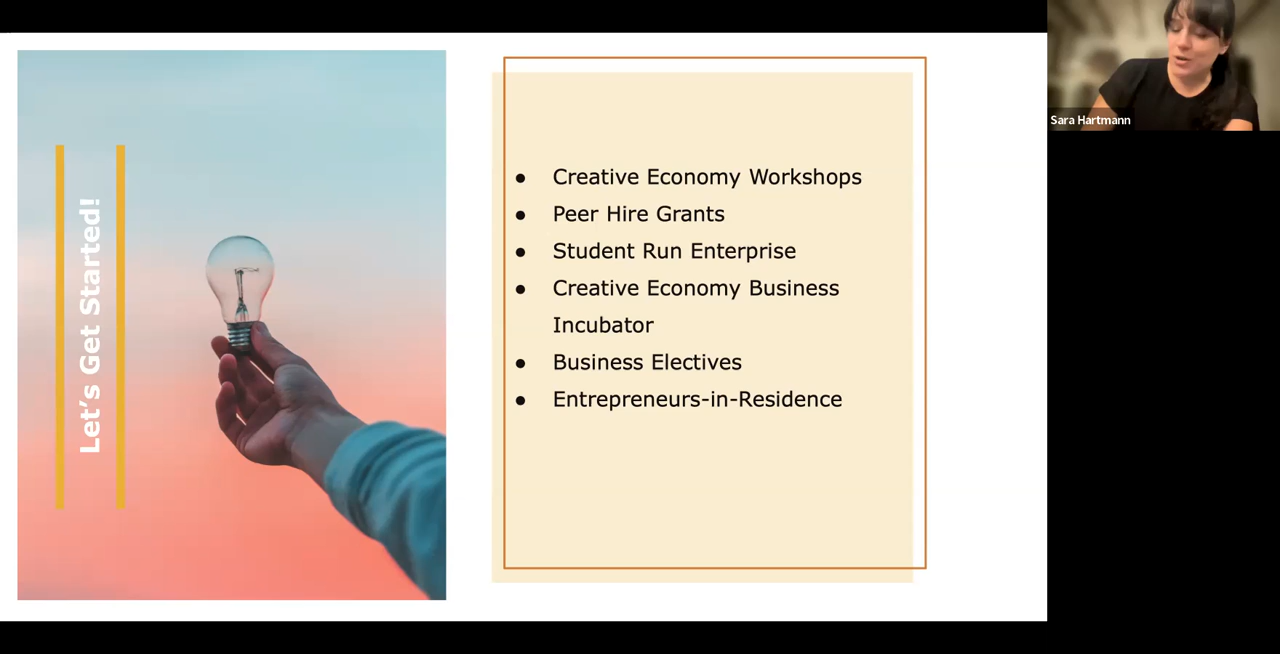 Let's Get Started!
● Creative Economy Workshops
● Peer Hire Grants
● Student Run Enterprise
● Creative Economy Business
Incubator
● Business Electives
● Entrepreneurs-in-Residence
Sara Hartmann